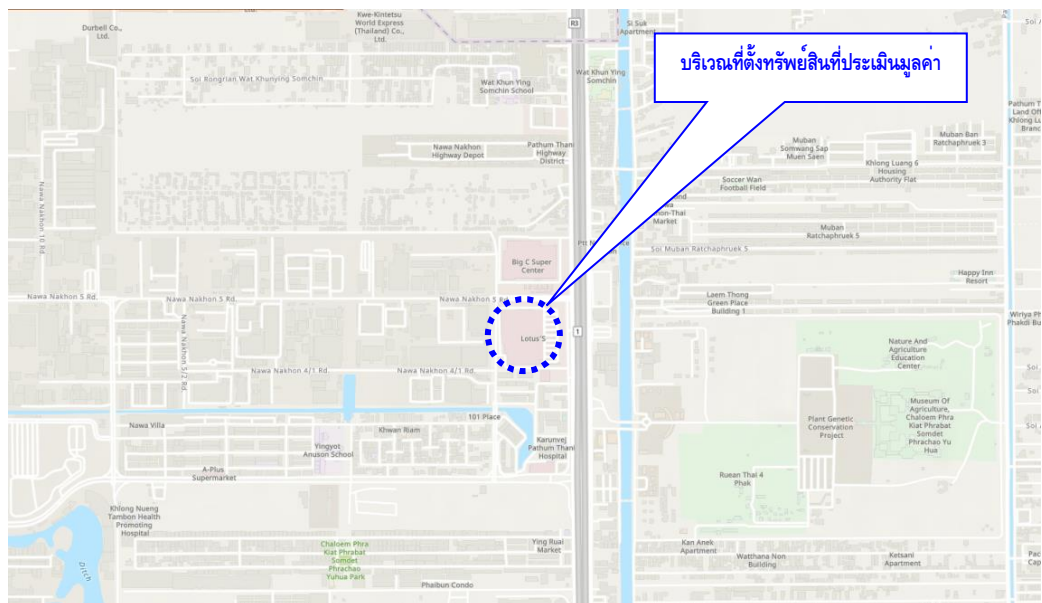 Durbell Co.,
Ltd.
Kwe-Kintetsu
World Express
(Thailand) Co.,
Ltd.
R3
Si Suk
Apartment
บริเวณที่ตั้งทรัพย์สินที่ประเมินมูลค่า
Soi Rongrian Wat Khunying Somchin
Wat Khun Ying
Somchin School
Wat Khun Ying
Somchin
Nawa Nakhon
Highway Depot
Pathum Thani
Highway
District
Muban
Somwang Sap
Muen Saen
Muban Ban
Ratchaphruek 3
Khlong Luang 6
Housing
Authority Flat
Soccer Wan
Football Field
Market
Nawa Nakhon 10 Rd.
Muban
Ratchaphruek 5
Soi Muban Ratchaphruek 5
Big C Super
Center
Happy Inn
Resort
Nawa Nakhon 5 Rd.
Nawa Nakhon 5 Rd.
Nawa Nakhon 5 Rd.
Laem Thong
Green Place
Building 1
Nawa Nakhon 5/2 Rd.
Lotus'S
1
Nature And
Agriculture
Education
Center
Nawa Nakhon 4/1 Rd.
Nawa Nakhon 4/1 Rd.
Museum Of
Agriculture,
Chaloem Phra
Kiat Phrabat
Somdet
Phrachao Yu
Hua
Plant Genetic
Conservation
Project
101 Place
Nawa Villa
Khwan Riam
Yingyot
Anuson School
Karunvej
Pathum Thani
Hospital
A-Plus
Supermarket
Ruean Thai 4
Phak
Khlong Nueng
Tambon Health
Promoting
Hospital
Ditch
Chaloem Phra
Kiat Phrabat
Somdet
Phrachao
Yuhua Park
Ying Ruai
Market
Kan Anek
Apartment
Watthana Non
Building
Ketsani
Apartment
Phaibun Condo